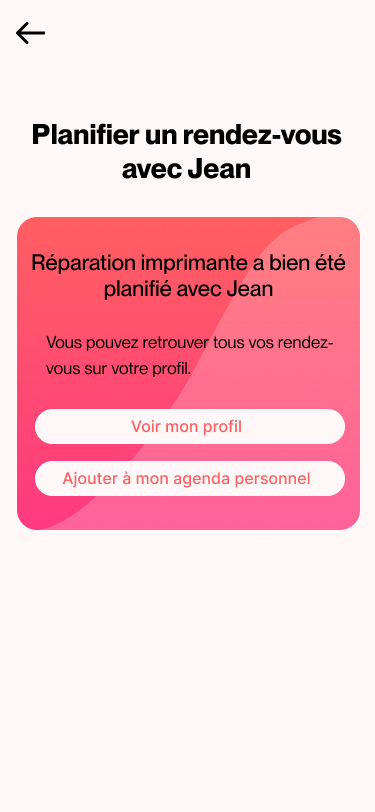 Planifier un rendez-vous
avec Jean
Réparation imprimante a bien été
planifié avec Jean
Vous pouvez retrouver tous vos rendez-
vous sur votre profil.
Voir mon profil
Ajouter à mon agenda personnel